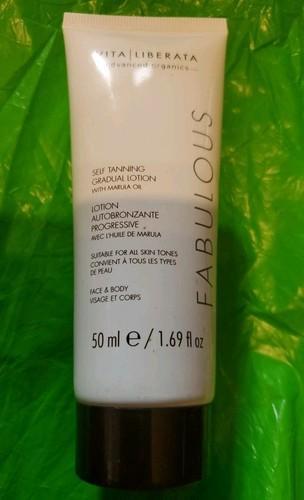 VITA LIBERATA
advanced organics
SELF TANNING
GRADUAL LOTION
WITH MARULA OIL
LOTION
AUTOBRONZANTE
PROGRESSIVE
AVEC L'HUILE DE MARULA
SUITABLE FOR ALL SKIN TONES
CONVIENT À TOUS LES TYPES
DE PEAU
FACE & BODY
VISAGE ET CORPS
50 ml e / 1.69 fl oz
FABULOUS